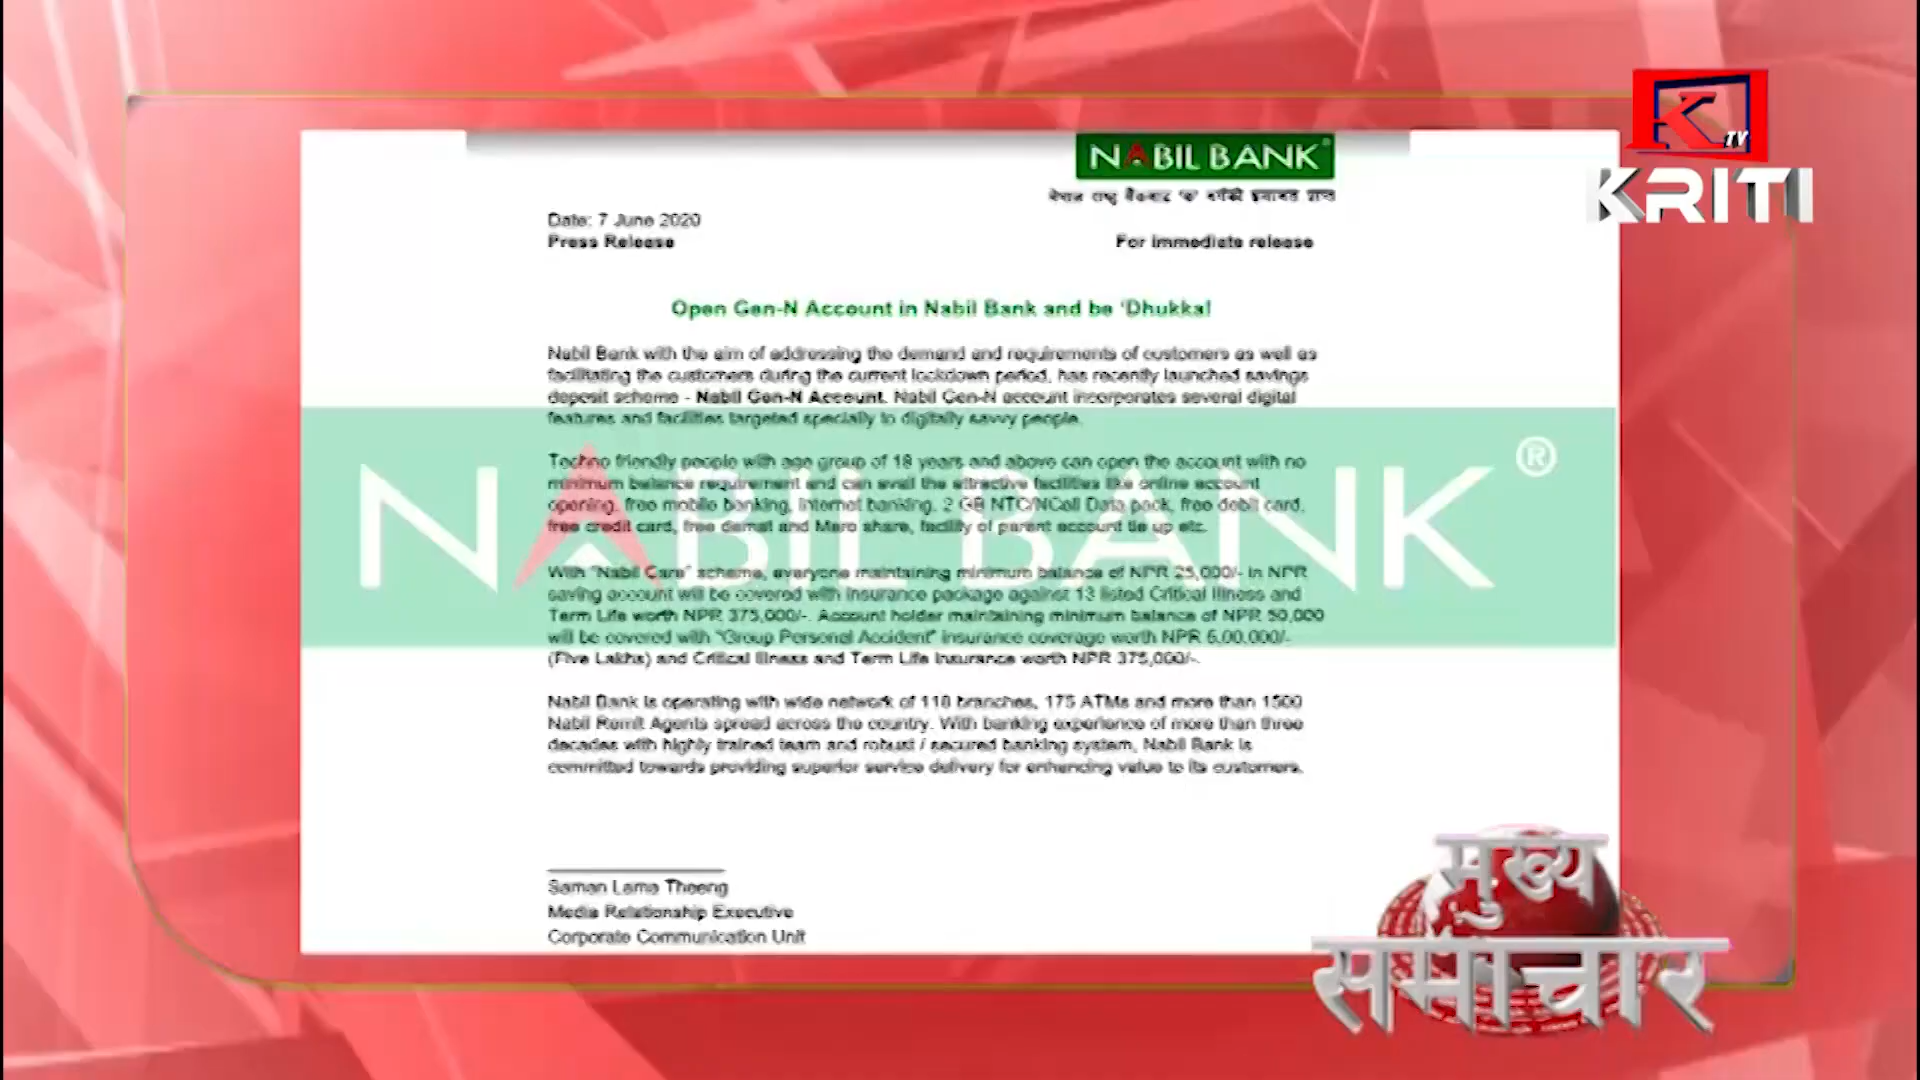 K TV
KRITI
NABIL BANK
नेपाल राष्ट्र बैंकबाट 'क' वर्गको इजाजत प्राप्त
Date: 7 June 2020
Press Release
For immediate release
Open Gen-N Account in Nabil Bank and be 'Dhukka!
Nabil Bank with the aim of addressing the demand and requirements of customers as well as
facilitating the customers during the current lockdown period, has recently launched savings
deposit scheme - Nabil Gen-N Account. Nabil Gen-N account incorporates several digital
features and facilities targeted specially to digitally savvy people.
Techno friendly people with age group of 18 years and above can open the account with no
minimum balance requirement and can avail the attractive facilities like online account
opening, free mobile banking, internet banking, 2 GB NTC/NCell Data pack, free debit card,
free credit card, free demat and Mero share, facility of parent account tie up etc.
NABIL BANK ®
With "Nabil Care" scheme, everyone maintaining minimum balance of NPR 25,000/- in NPR
saving account will be covered with insurance package against 13 listed Critical Illness and
Term Life worth NPR 375,000/-. Account holder maintaining minimum balance of NPR 50,000
will be covered with "Group Personal Accident" insurance coverage worth NPR 5,00,000/-
(Five Lakhs) and Critical Illness and Term Life Insurance worth NPR 375,000/-.
Nabil Bank is operating with wide network of 118 branches, 175 ATMs and more than 1500
Nabil Remit Agents spread across the country. With banking experience of more than three
decades with highly trained team and robust / secured banking system, Nabil Bank is
committed towards providing superior service delivery for enhancing value to its customers.
Saman Lama Theeng
Media Relationship Executive
Corporate Communication Unit
मुख्य
समाचार